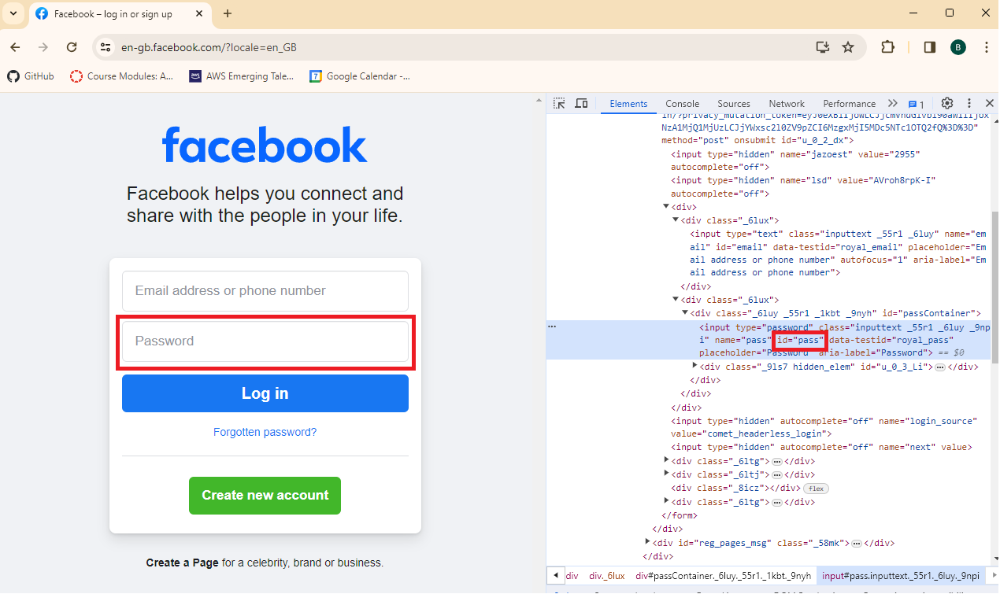 Facebook – log in or sign up
en-gb.facebook.com/?locale=en_GB
B
GitHub
Course Modules: A...
aws
AWS Emerging Tale...
7
Google Calendar -...
facebook
Facebook helps you connect and
share with the people in your life.
Email address or phone number
Password
Log in
Forgotten password?
Create new account
Create a Page for a celebrity, brand or business.
Elements Console Sources Network Performance 1
NzA1MjQ1MjUzLCJjYWxsc2l0ZV9pZCI6MzgxMjI5MDc5NTc1OTQ2fQ%3D%3D"
method="post" onsubmit id="u_0_2_dx">
<input type="hidden" name="jazoest" value="2955"
autocomplete="off">
<input type="hidden" name="lsd" value="AVroh8rpK-I"
autocomplete="off">
<div>
<div class="_6lux">
<input type="text" class="inputtext _55r1 _6luy" name="em
ail" id="email" data-testid="royal_email" placeholder="Em
ail address or phone number" autofocus="1" aria-label="Em
ail address or phone number">
</div>
<div class="_6lux">
<div class="_6luy _55r1 _1kbt _9nyh" id="passContainer">
<input type="password" class="inputtext _55r1 _6luy _9np
i" name="pass" id="pass" data-testid="royal_pass"
placeholder="Password" aria-label="Password"> == $0
<div class="_9ls7 hidden_elem" id="u_0_3_Li"> </div>
</div>
</div>
</div>
<input type="hidden" autocomplete="off" name="login_source"
value="comet_headerless_login">
<input type="hidden" autocomplete="off" name="next" value>
<div class="_6ltg"> </div>
<div class="_6ltj"> </div>
<div class="_8icz"></div> flex
<div class="_6ltg"> </div>
</form>
</div>
<div id="reg_pages_msg" class="_58mk"> </div>
</div>
div div._6lux div#passContainer._6luy._55r1._1kbt._9nyh input#pass.inputtext._55r1._6luy._9npi